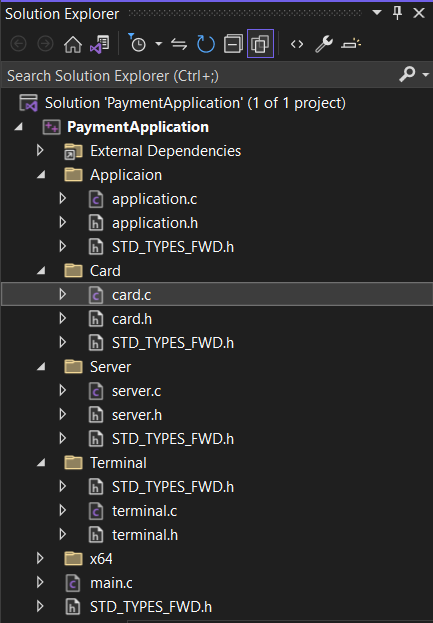 Solution Explorer
Search Solution Explorer (Ctrl+;)
Solution 'PaymentApplication' (1 of 1 project)
PaymentApplication
External Dependencies
Applicaion
application.c
application.h
STD_TYPES_FWD.h
Card
card.c
card.h
STD_TYPES_FWD.h
Server
server.c
server.h
STD_TYPES_FWD.h
Terminal
STD_TYPES_FWD.h
terminal.c
terminal.h
x64
main.c
STD_TYPES_FWD.h